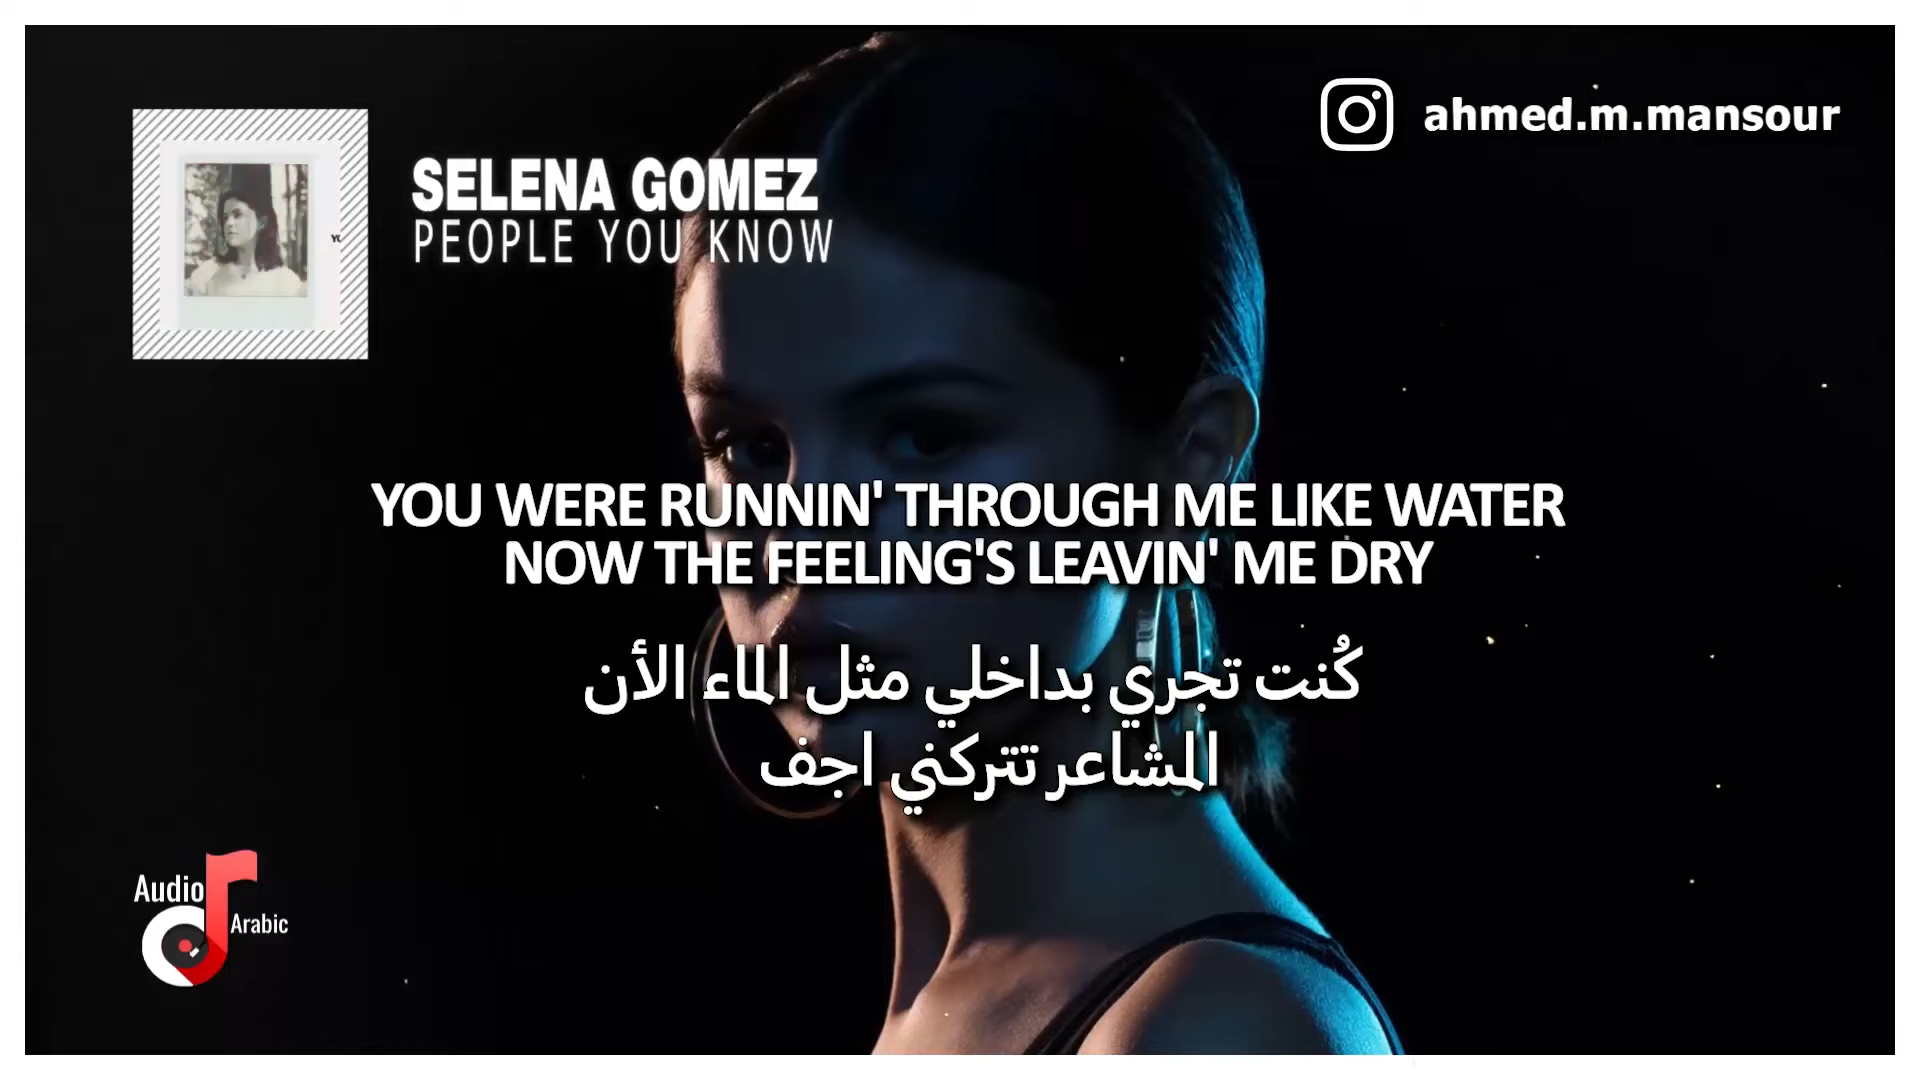 ahmed.m.mansour
SELENA GOMEZ
PEOPLE YOU KNOW
YOU WERE RUNNIN' THROUGH ME LIKE WATER
NOW THE FEELING'S LEAVIN' ME DRY
كُنت تجري بداخلي مثل الماء الأن
المشاعر تتركني اجف
Audio
Arabic